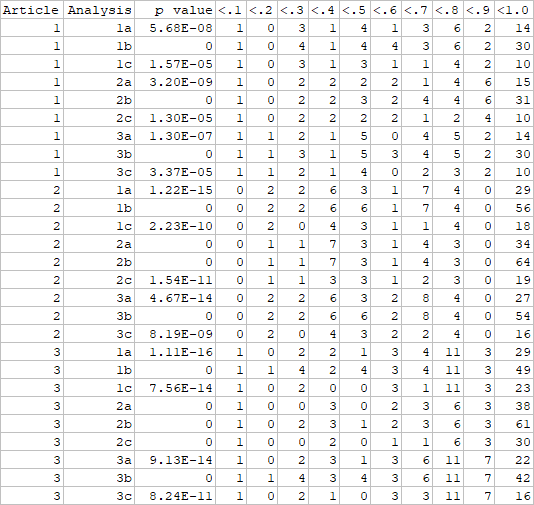 Article Analysis p value <.1 <.2 <.3 <.4 <.5 <.6 <.7 <.8 <.9 <1.0
1 1a 5.68E-08 1 0 3 1 4 1 3 6 2 14
1 1b 0 1 0 4 1 4 4 3 6 2 30
1 1c 1.57E-05 1 0 3 1 3 1 1 4 2 10
1 2a 3.20E-09 1 0 2 2 2 2 1 4 6 15
1 2b 0 1 0 2 2 3 2 4 4 6 31
1 2c 1.30E-05 1 0 2 2 2 2 1 2 4 10
1 3a 1.30E-07 1 1 2 1 5 0 4 5 2 14
1 3b 0 1 1 3 1 5 3 4 5 2 30
1 3c 3.37E-05 1 1 2 1 4 0 2 3 2 10
2 1a 1.22E-15 0 2 2 6 3 1 7 4 0 29
2 1b 0 0 2 2 6 6 1 7 4 0 56
2 1c 2.23E-10 0 2 0 4 3 1 1 4 0 18
2 2a 0 0 1 1 7 3 1 4 3 0 34
2 2b 0 0 1 1 7 3 1 4 3 0 64
2 2c 1.54E-11 0 1 1 3 3 1 2 3 0 19
2 3a 4.67E-14 0 2 2 6 3 2 8 4 0 27
2 3b 0 0 2 2 6 6 2 8 4 0 54
2 3c 8.19E-09 0 2 0 4 3 2 2 4 0 16
3 1a 1.11E-16 1 0 2 2 1 3 4 11 3 29
3 1b 0 1 1 4 2 4 3 4 11 3 49
3 1c 7.56E-14 1 0 2 0 0 3 1 11 3 23
3 2a 0 1 0 0 3 0 2 3 6 3 38
3 2b 0 1 0 2 3 1 2 3 6 3 61
3 2c 0 1 0 0 2 0 1 1 6 3 30
3 3a 9.13E-14 1 0 2 3 1 3 6 11 7 22
3 3b 0 1 1 4 3 4 3 6 11 7 42
3 3c 8.24E-11 1 0 2 1 0 3 3 11 7 16